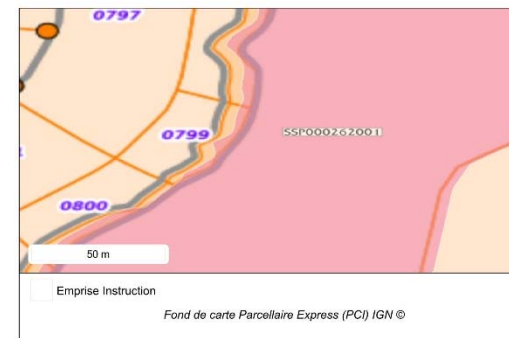 0797
SSP000262001
0799
0800
50 m
Emprise Instruction
Fond de carte Parcellaire Express (PCI) IGN ©